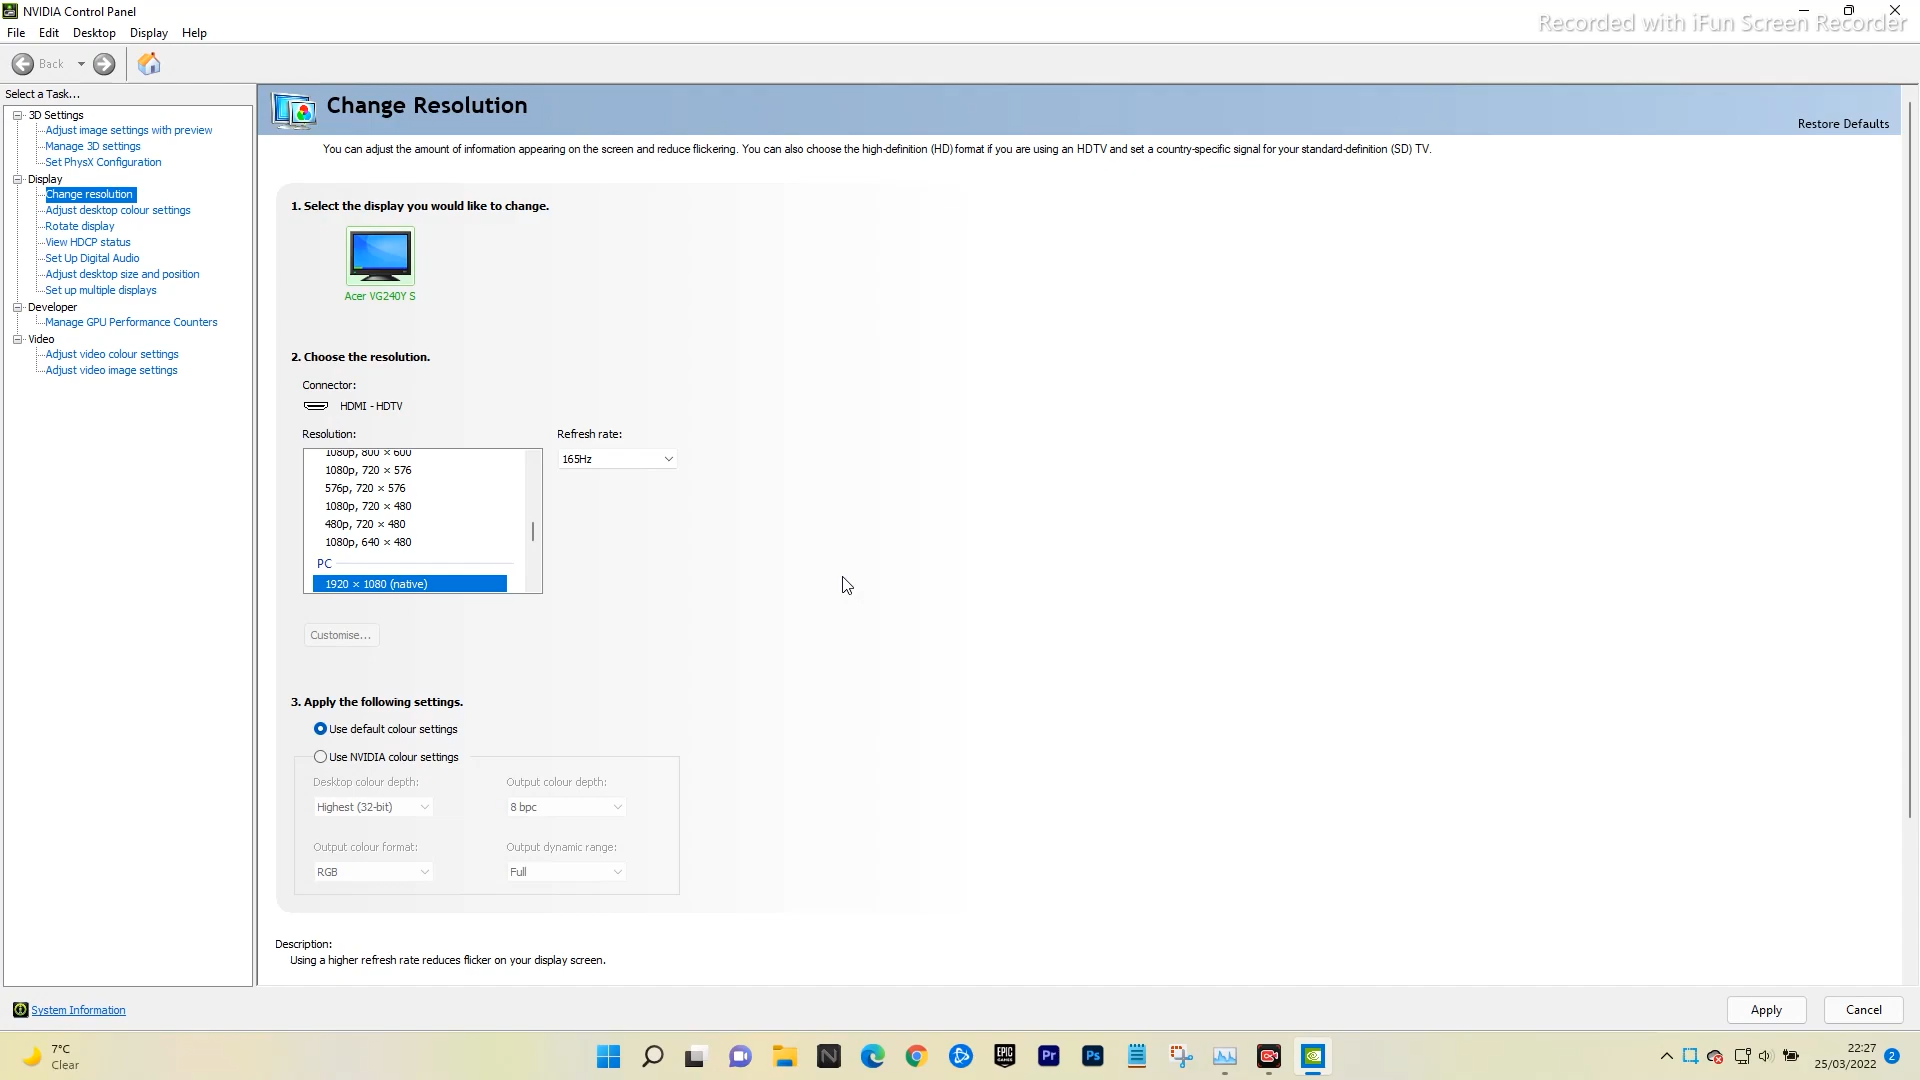 NVIDIA Control Panel
Recorded with iFun Screen Recorder
File Edit Desktop Display Help
Back
Select a Task...
3D Settings
Adjust image settings with preview
Manage 3D settings
Set PhysX Configuration
Display
Change resolution
Adjust desktop colour settings
Rotate display
View HDCP status
Set Up Digital Audio
Adjust desktop size and position
Set up multiple displays
Developer
Manage GPU Performance Counters
Video
Adjust video colour settings
Adjust video image settings
Change Resolution
Restore Defaults
You can adjust the amount of information appearing on the screen and reduce flickering. You can also choose the high-definition (HD) format if you are using an HDTV and set a country-specific signal for your standard-definition (SD) TV.
1. Select the display you would like to change.
Acer VG240Y S
2. Choose the resolution.
Connector:
HDMI - HDTV
Resolution:
Refresh rate:
1080p, 800 × 600
165Hz
1080p, 720 × 576
576p, 720 × 576
1080p, 720 × 480
480p, 720 × 480
1080p, 640 × 480
PC
1920 × 1080 (native)
Customise...
3. Apply the following settings.
Use default colour settings
Use NVIDIA colour settings
Desktop colour depth:
Output colour depth:
Highest (32-bit)
8 bpc
Output colour format:
Output dynamic range:
RGB
Full
Description:
Using a higher refresh rate reduces flicker on your display screen.
System Information
Apply
Cancel
7°C
Clear
N
EPIC
GAMES
Pr
Ps
22:27
25/03/2022
2